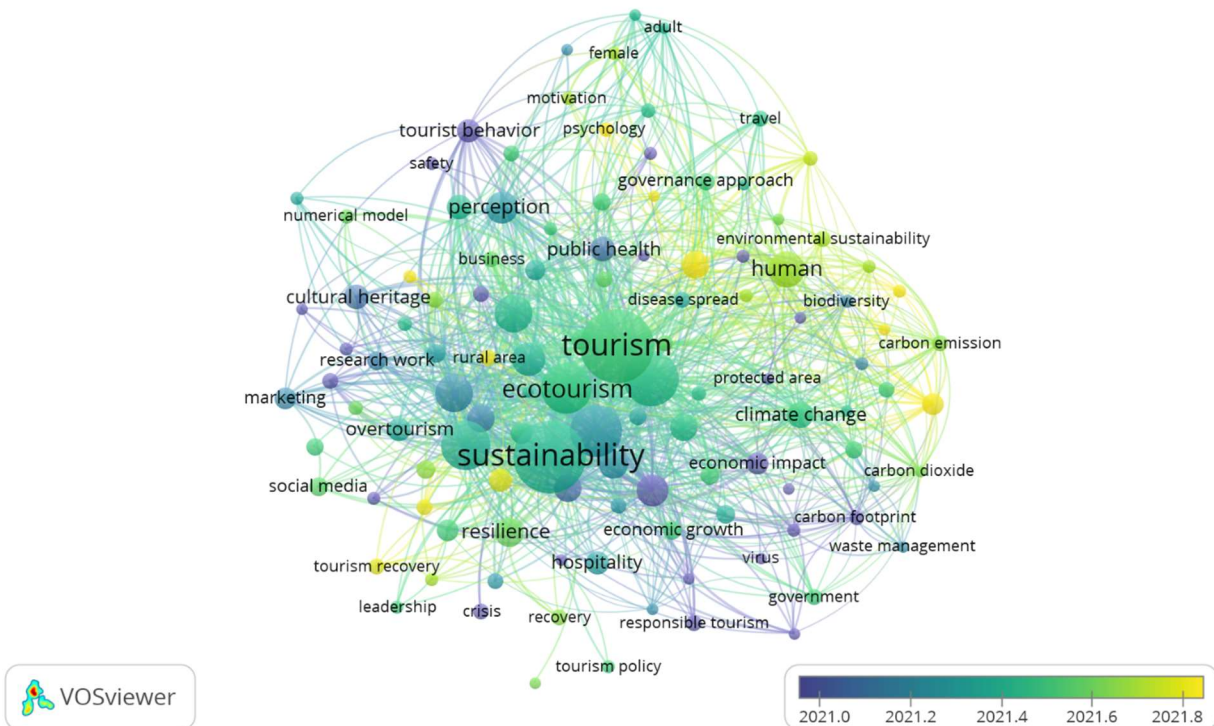 adult
female
motivation
tourist behavior
psychology
travel
safety
governance approach
perception
numerical model
environmental sustainability
public health
business
human
cultural heritage
disease spread
biodiversity
tourism
carbon emission
research work
rural area
protected area
ecotourism
marketing
climate change
overtourism
sustainability
economic impact
carbon dioxide
social media
carbon footprint
resilience
economic growth
waste management
hospitality
virus
tourism recovery
government
leadership
crisis
recovery
responsible tourism
tourism policy
VOSviewer
2021.0 2021.2 2021.4 2021.6 2021.8